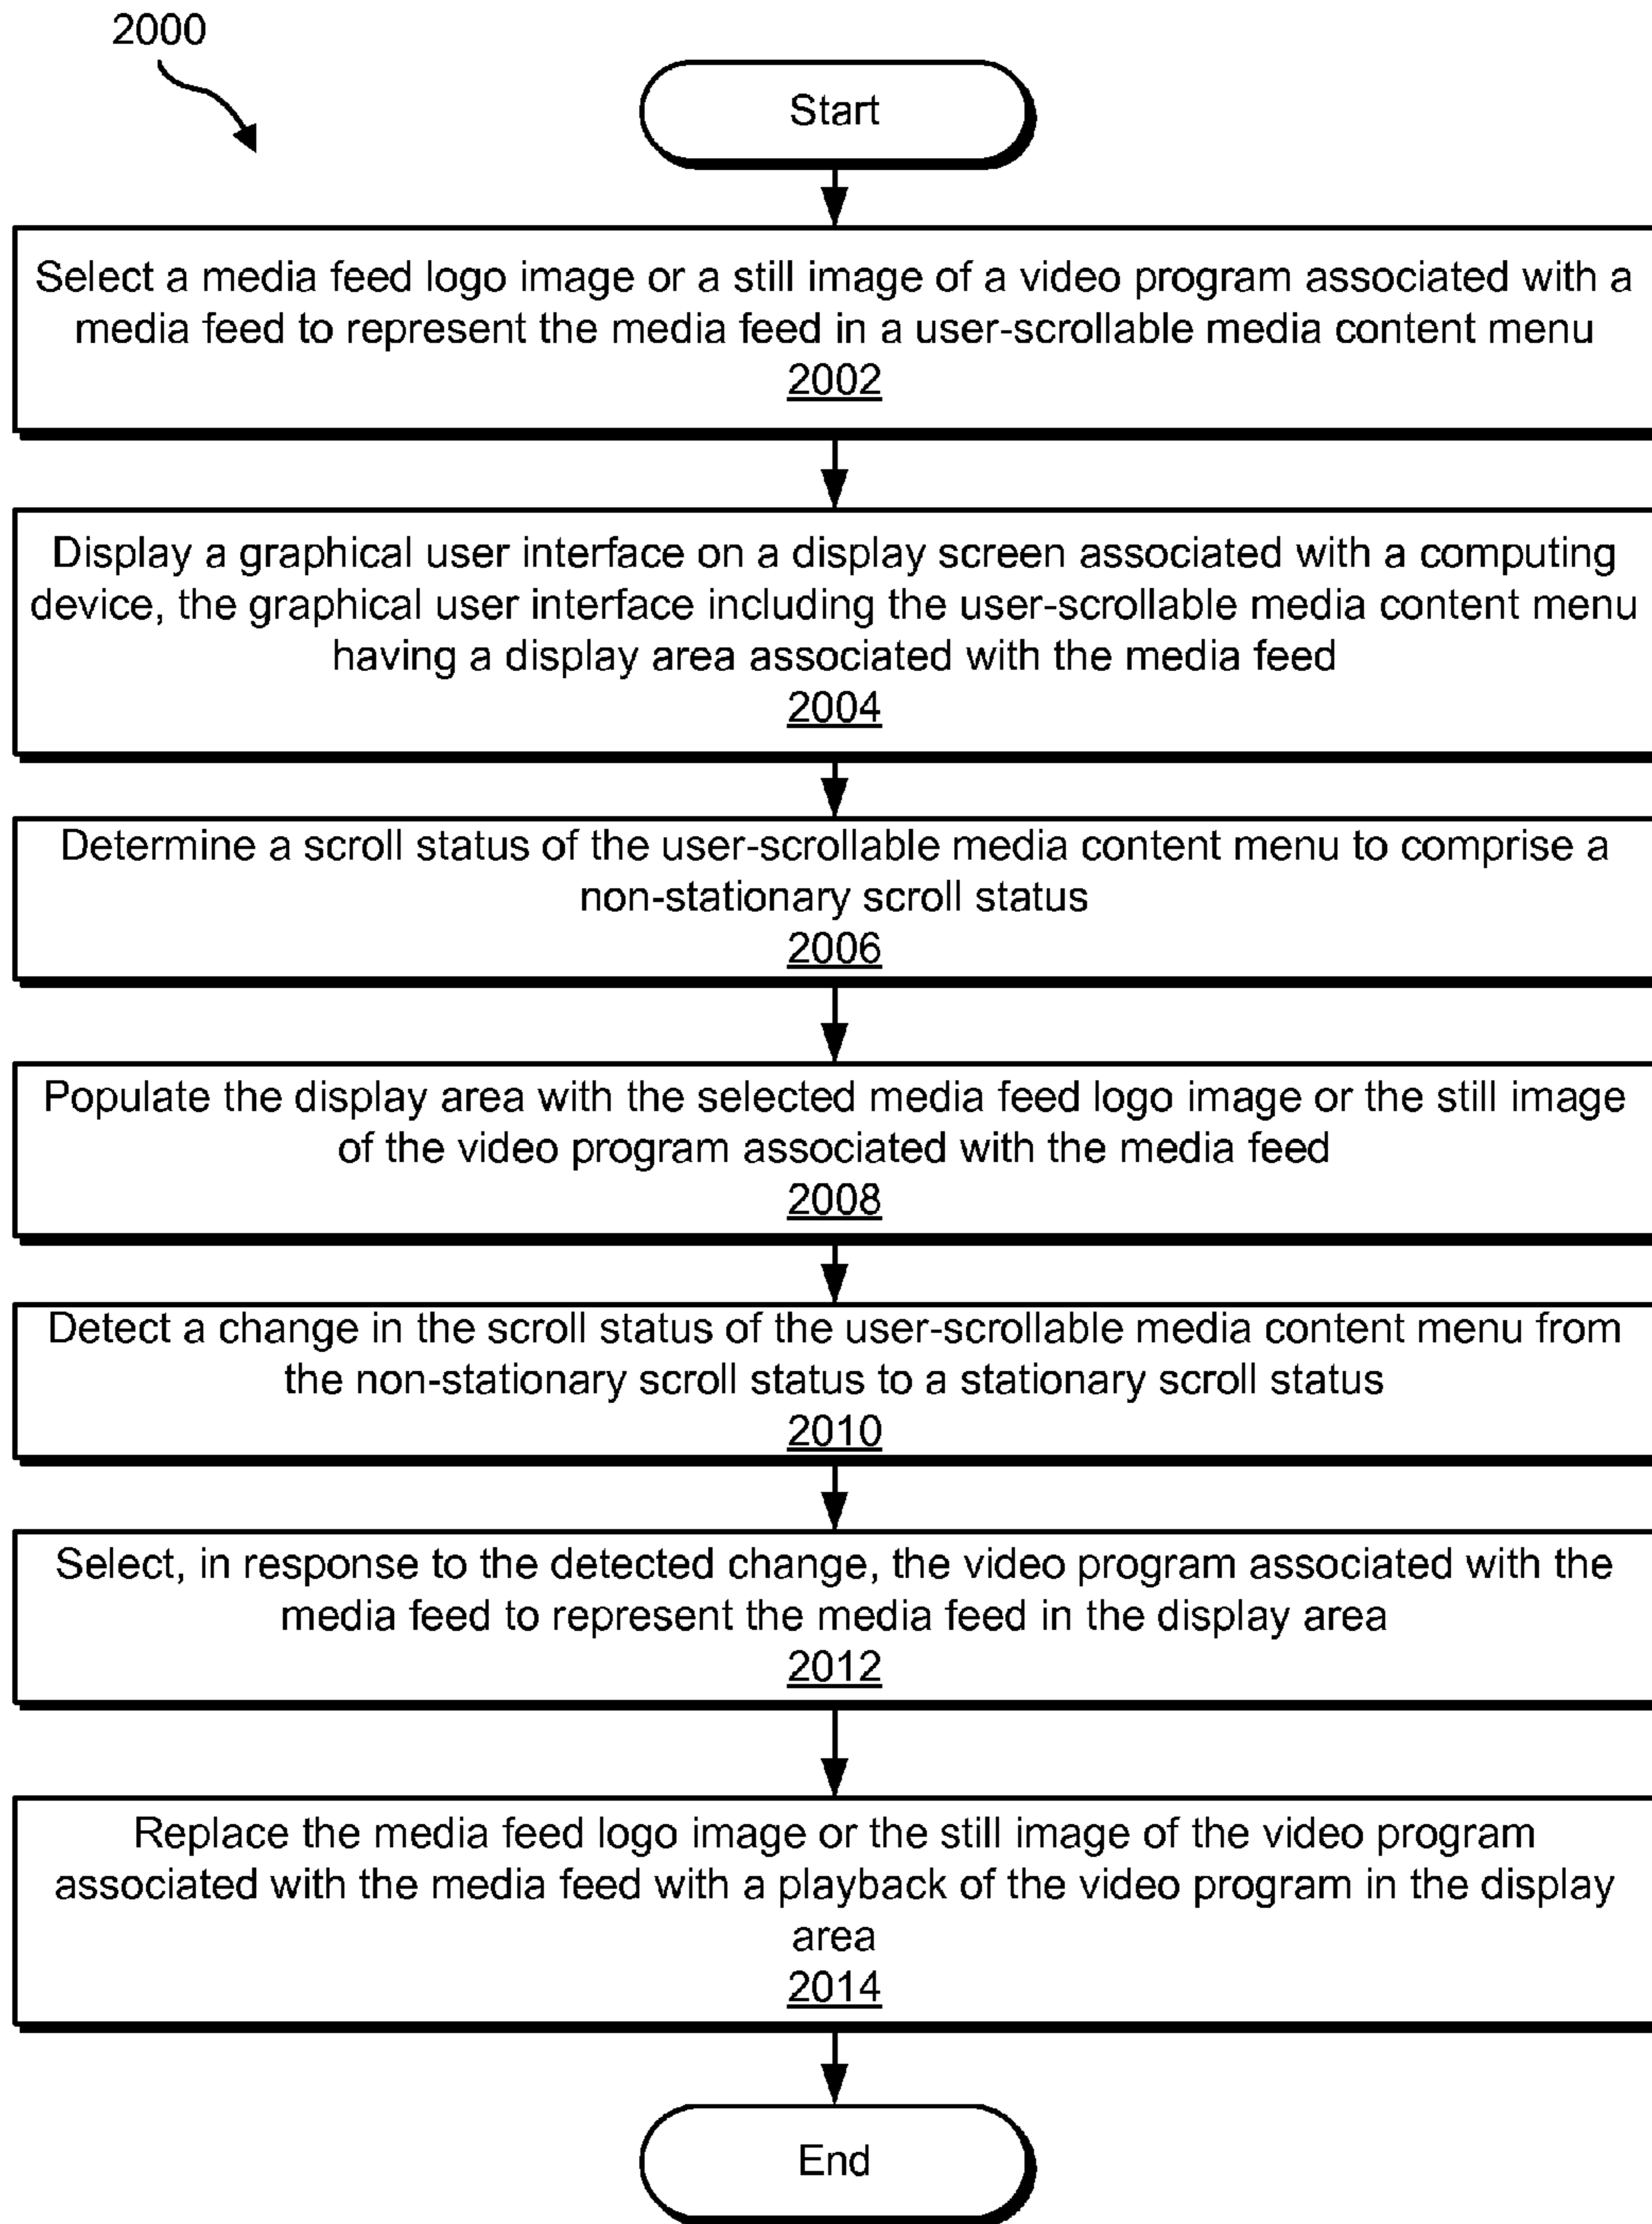 2000
Start
Select a media feed logo image or a still image of a video program associated with a
media feed to represent the media feed in a user-scrollable media content menu
2002
Display a graphical user interface on a display screen associated with a computing
device, the graphical user interface including the user-scrollable media content menu
having a display area associated with the media feed
2004
Determine a scroll status of the user-scrollable media content menu to comprise a
non-stationary scroll status
2006
Populate the display area with the selected media feed logo image or the still image
of the video program associated with the media feed
2008
Detect a change in the scroll status of the user-scrollable media content menu from
the non-stationary scroll status to a stationary scroll status
2010
Select, in response to the detected change, the video program associated with the
media feed to represent the media feed in the display area
2012
Replace the media feed logo image or the still image of the video program
associated with the media feed with a playback of the video program in the display
area
2014
End